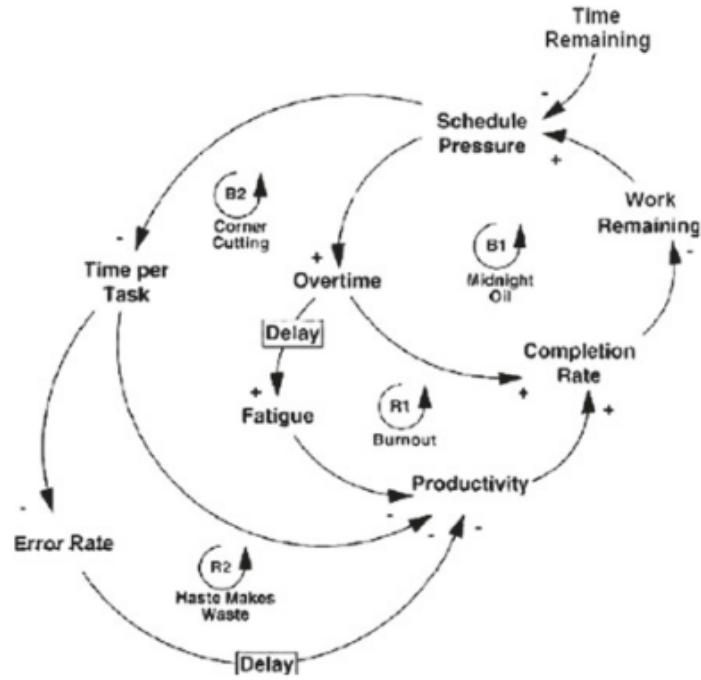 Time
Remaining
-
Schedule
Pressure
+
B2
Corner
Cutting
Work
Remaining
-
B1
Midnight
Oil
-
Time per
Task
+
Overtime
Delay
Completion
Rate
+
+
+
Fatigue
R1
Burnout
Productivity
-
-
-
-
Error Rate
R2
Haste Makes
Waste
Delay